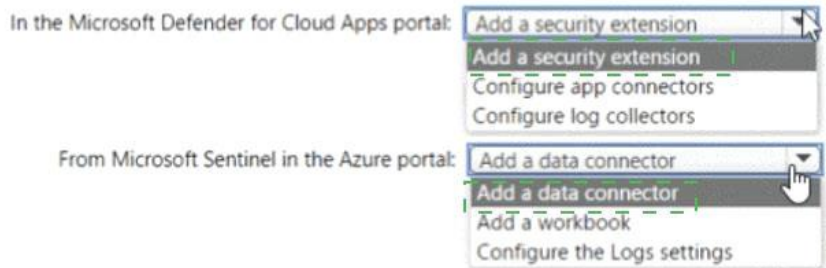 In the Microsoft Defender for Cloud Apps portal: Add a security extension
Add a security extension
Configure app connectors
Configure log collectors
From Microsoft Sentinel in the Azure portal: Add a data connector
Add a data connector
Add a workbook
Configure the Logs settings